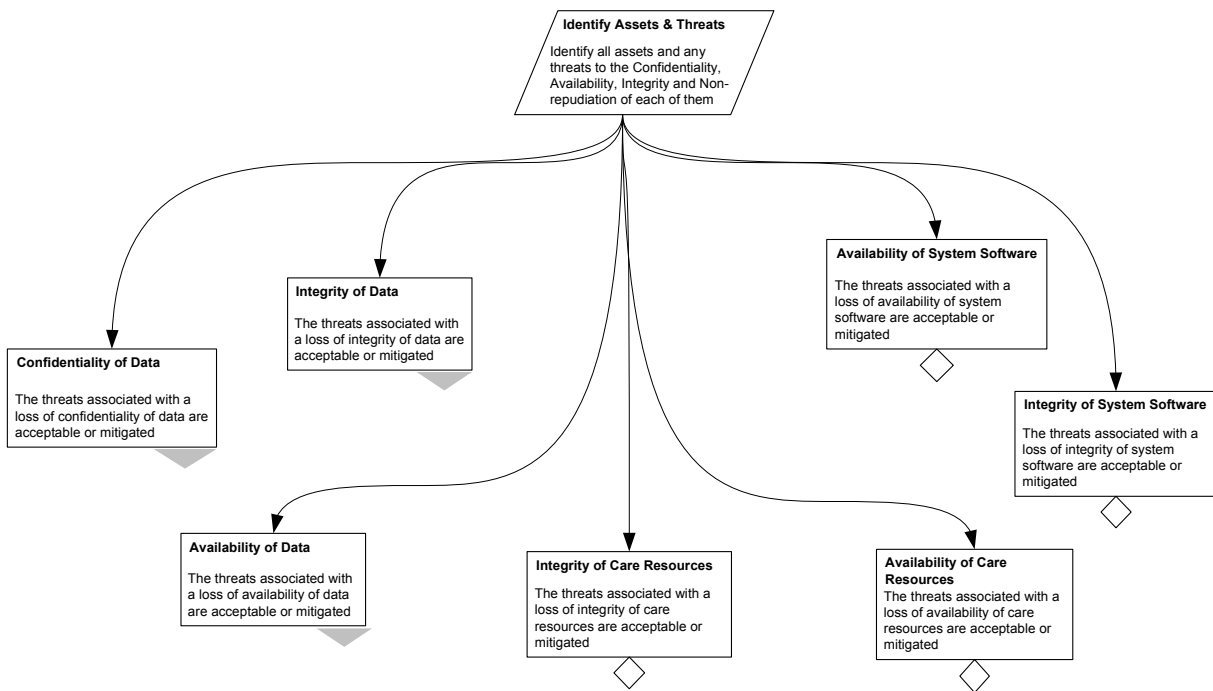 Identify Assets & Threats
Identify all assets and any
threats to the Confidentiality,
Availability, Integrity and Non-
repudiation of each of them
Availability of System Software
The threats associated with a
loss of availability of system
software are acceptable or
mitigated
Integrity of Data
The threats associated with
a loss of integrity of data are
acceptable or mitigated
Confidentiality of Data
The threats associated with a
loss of confidentiality of data are
acceptable or mitigated
Integrity of System Software
The threats associated with a
loss of integrity of system
software are acceptable or
mitigated
Availability of Data
The threats associated with
a loss of availability of data
are acceptable or mitigated
Integrity of Care Resources
The threats associated with a
loss of integrity of care
resources are acceptable or
mitigated
Availability of Care
Resources
The threats associated with a
loss of availability of care
resources are acceptable or
mitigated